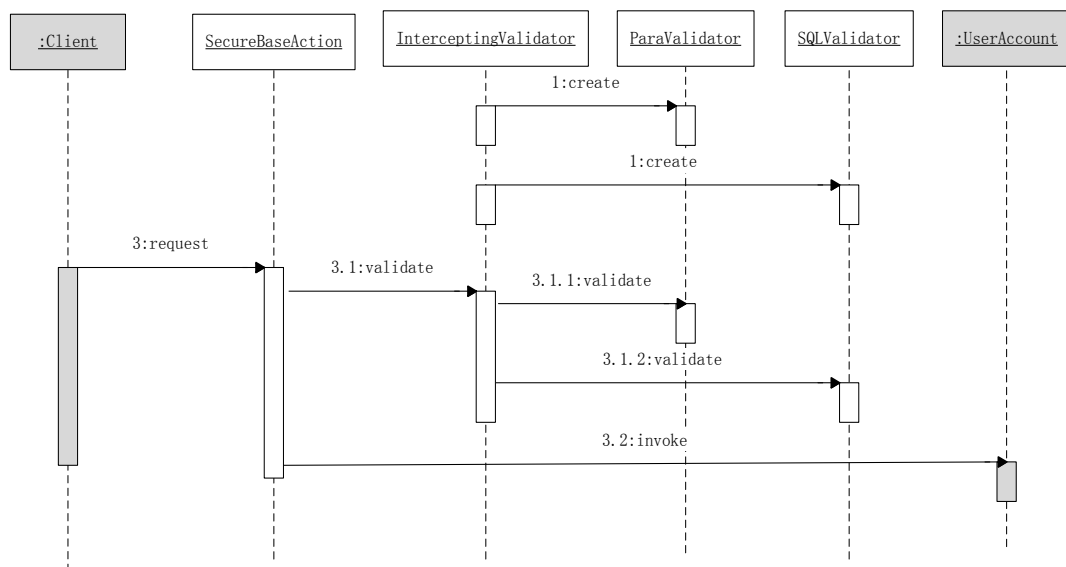 :Client
SecureBaseAction
InterceptingValidator
ParaValidator
SQLValidator
:UserAccount
1:create
1:create
3:request
3.1:validate
3.1.1:validate
3.1.2:validate
3.2:invoke